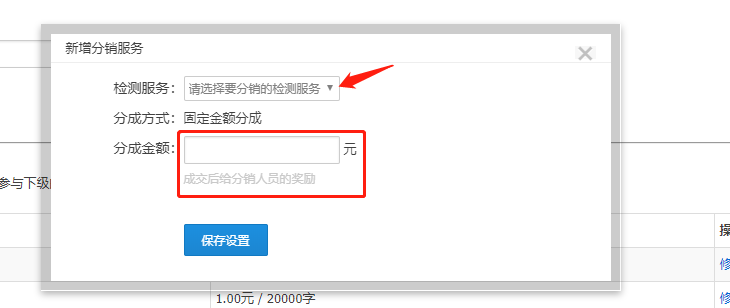 新增分销服务
检测服务：请选择要分销的检测服务
分成方式：固定金额分成
分成金额：元
成交后给分销人员的奖励
参与下级
保存设置
操
修
1.00元 / 20000字
修